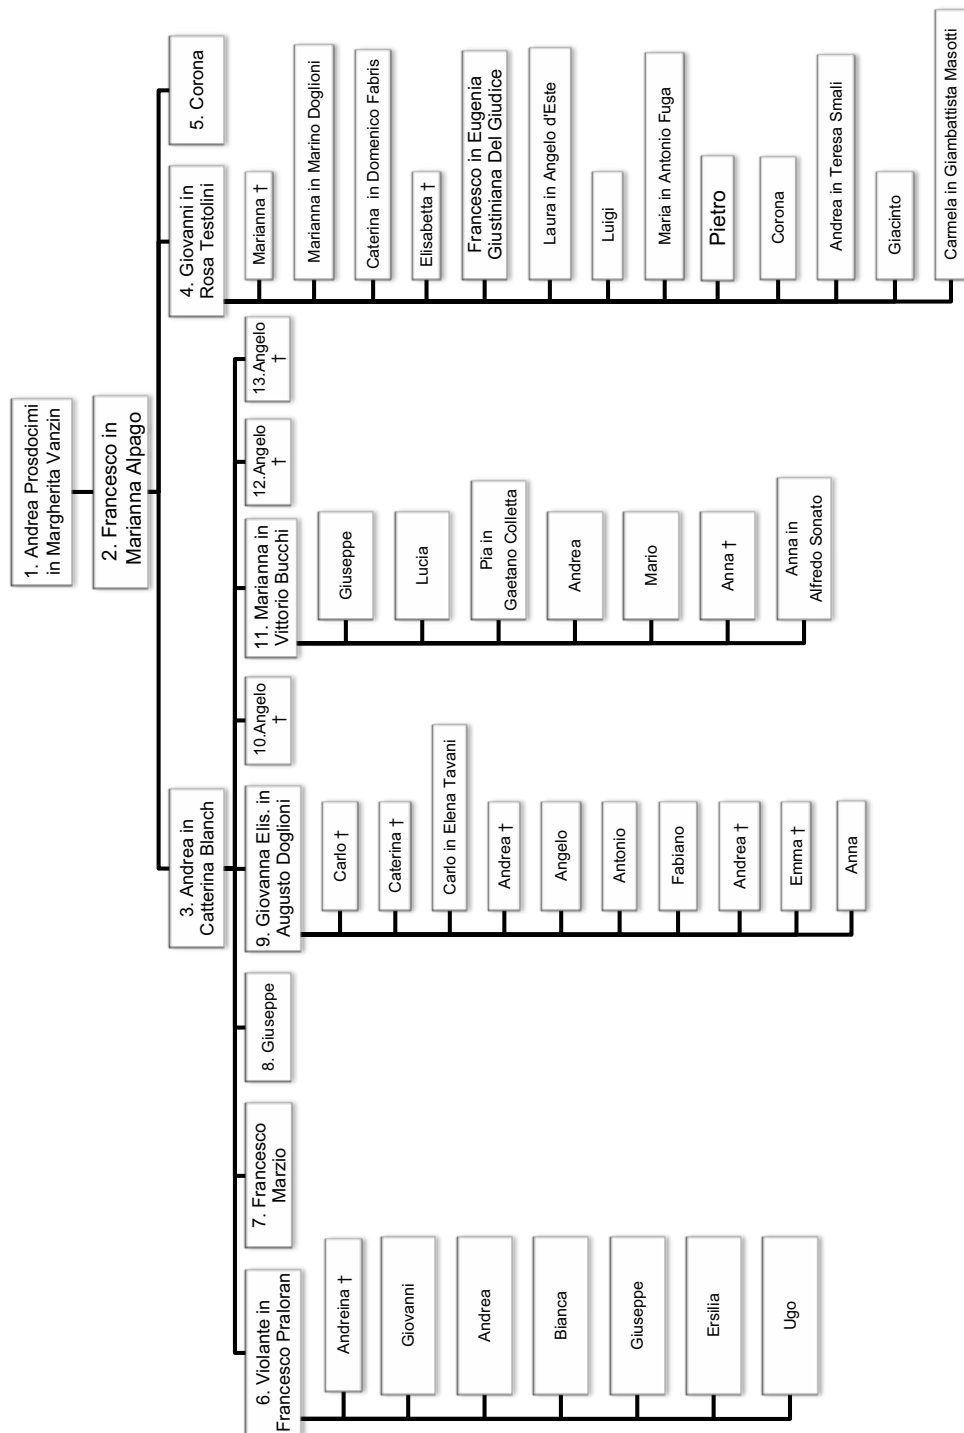 1. Andrea Prosdocimi
in Margherita Vanzin
2. Francesco in
Marianna Alpago
3. Andrea in
Catterina Blanch
4. Giovanni in
Rosa Testolini
5. Corona
6. Violante in
Francesco Praloran
7. Francesco
Marzio
8. Giuseppe
9. Giovanna Elis. in
Augusto Doglioni
10.Angelo
†
11. Marianna in
Vittorio Bucchi
12.Angelo
†
13.Angelo
†
Andreina †
Giovanni
Andrea
Bianca
Giuseppe
Ersilia
Ugo
Carlo †
Caterina †
Carlo in Elena Tavani
Andrea †
Angelo
Antonio
Fabiano
Andrea †
Emma †
Anna
Giuseppe
Lucia
Pia in
Gaetano Colletta
Andrea
Mario
Anna †
Anna in
Alfredo Sonato
Marianna †
Marianna in Marino Doglioni
Caterina in Domenico Fabris
Elisabetta †
Francesco in Eugenia
Giustiniana Del Giudice
Laura in Angelo d'Este
Luigi
Maria in Antonio Fuga
Pietro
Corona
Andrea in Teresa Smali
Giacinto
Carmela in Giambattista Masotti